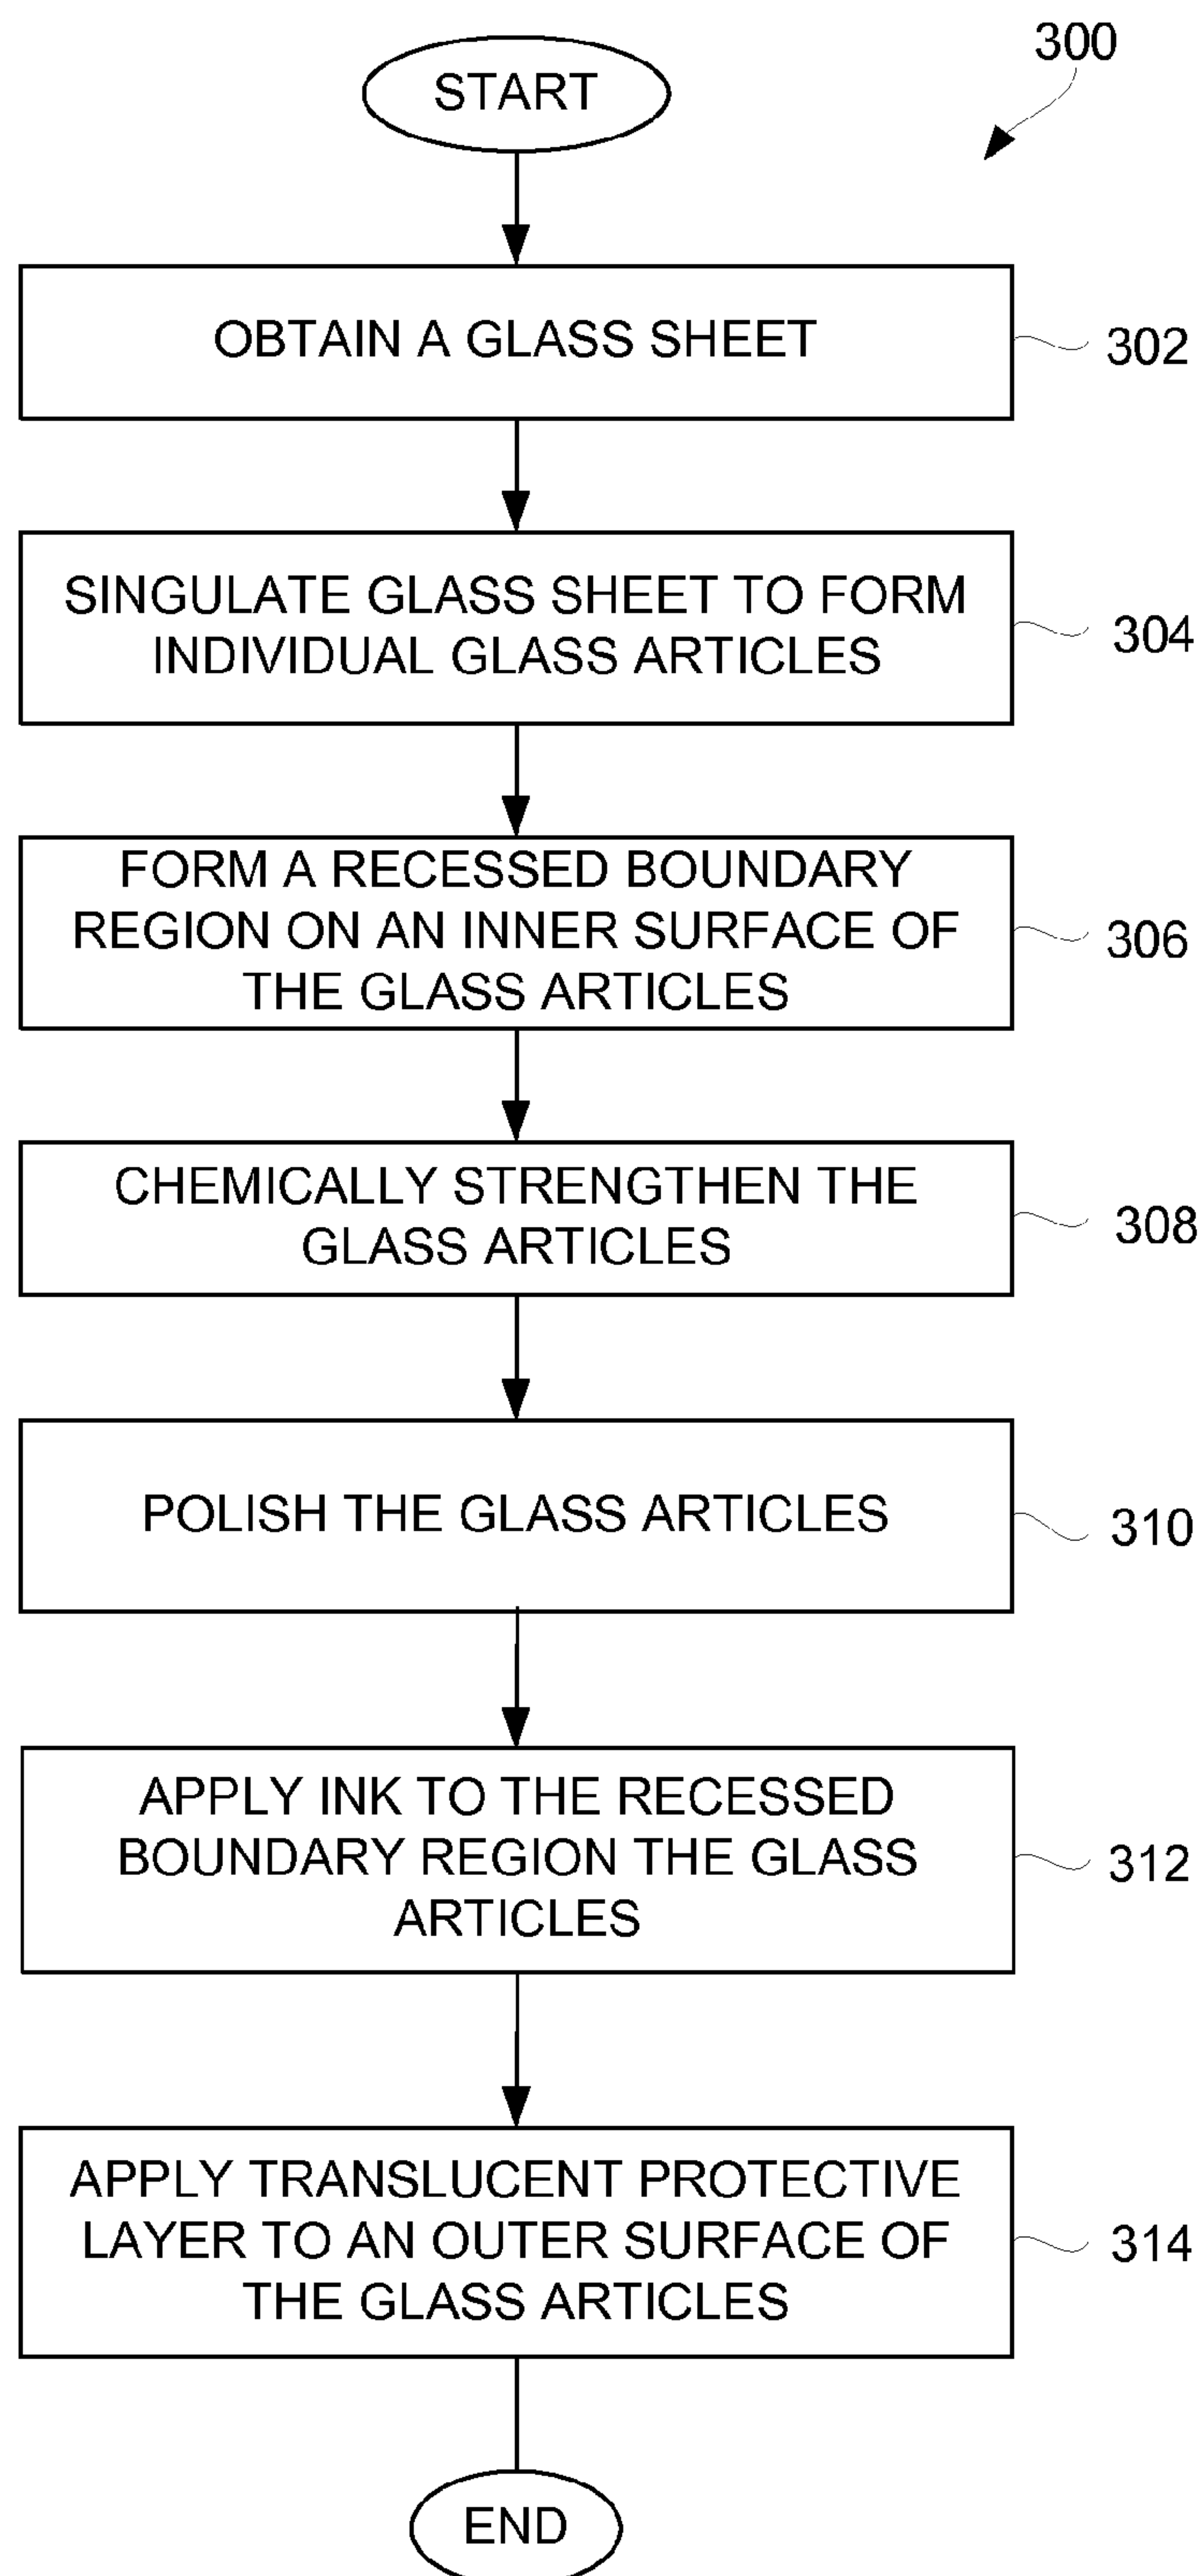 300
START
OBTAIN A GLASS SHEET
302
SINGULATE GLASS SHEET TO FORM
INDIVIDUAL GLASS ARTICLES
304
FORM A RECESSED BOUNDARY
REGION ON AN INNER SURFACE OF
THE GLASS ARTICLES
306
CHEMICALLY STRENGTHEN THE
GLASS ARTICLES
308
POLISH THE GLASS ARTICLES
310
APPLY INK TO THE RECESSED
BOUNDARY REGION THE GLASS
ARTICLES
312
APPLY TRANSLUCENT PROTECTIVE
LAYER TO AN OUTER SURFACE OF
THE GLASS ARTICLES
314
END